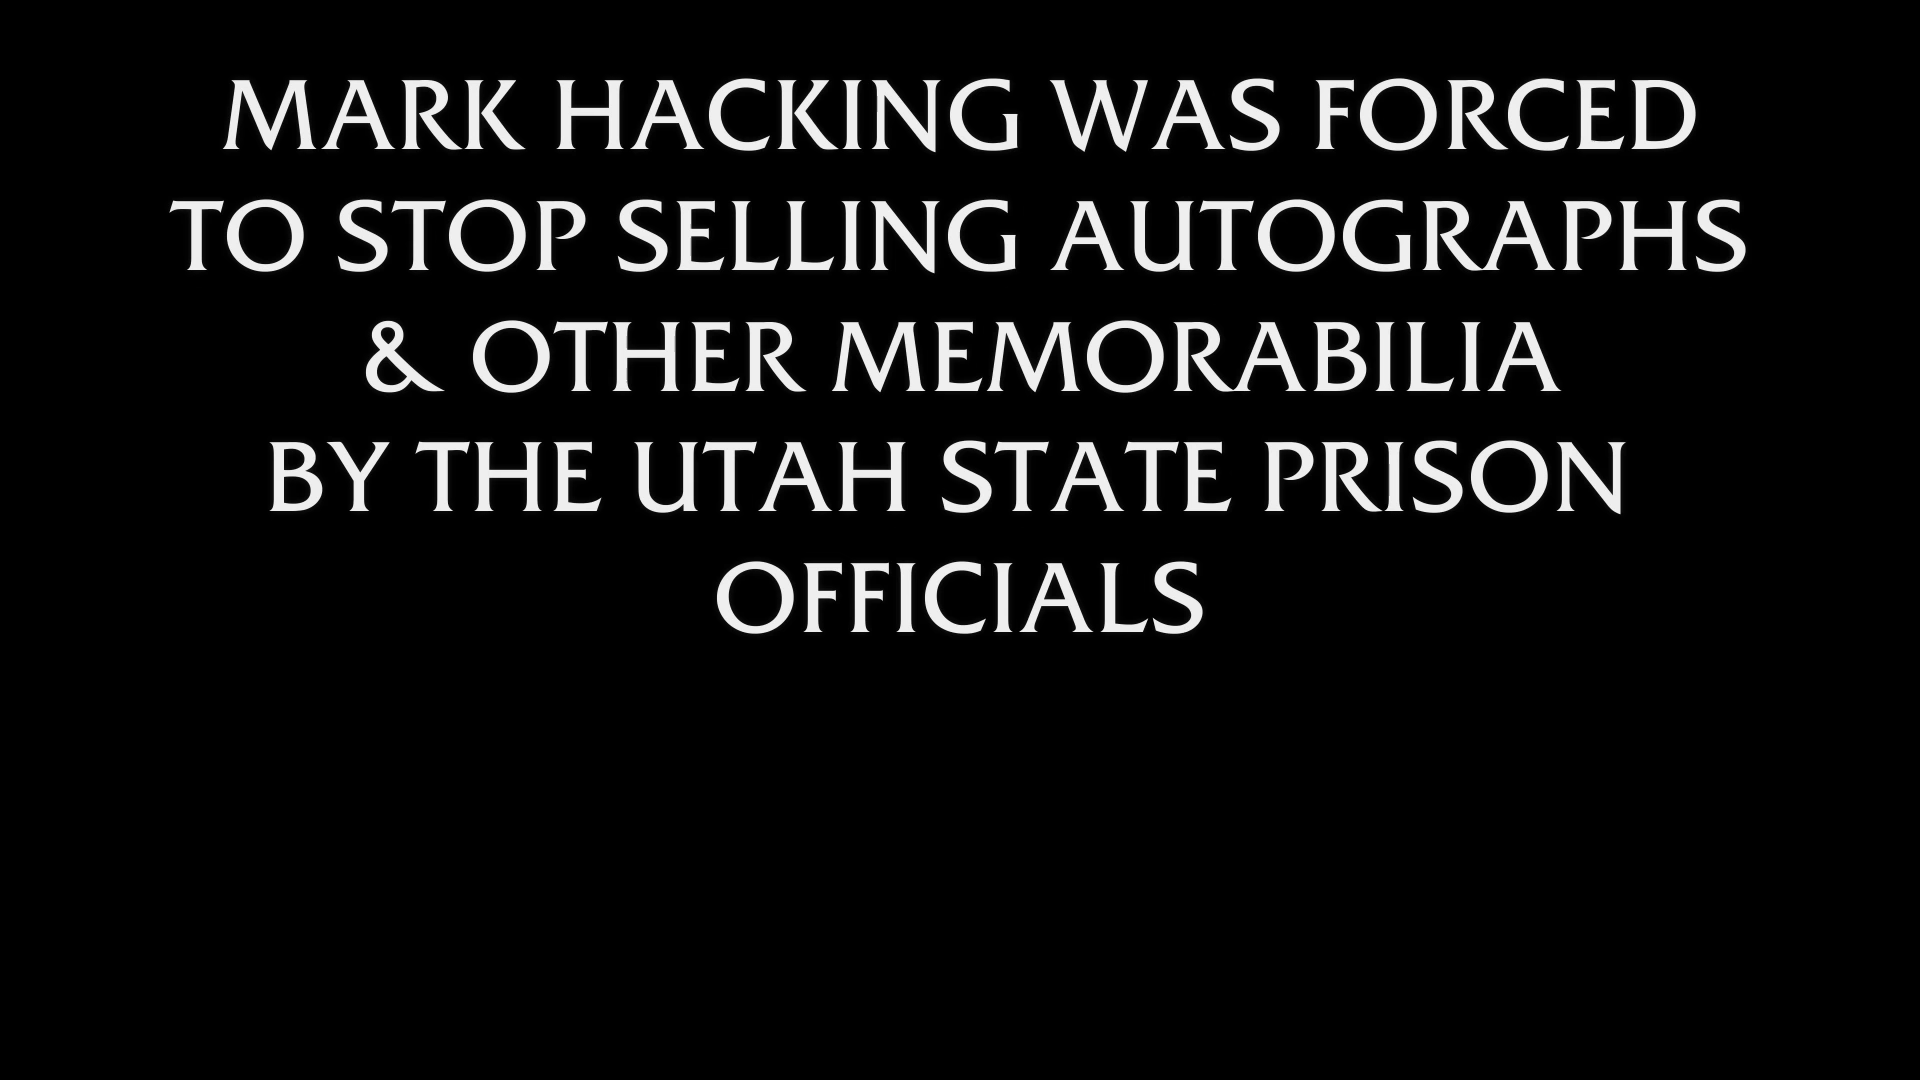 MARK HACKING WAS FORCED
TO STOP SELLING AUTOGRAPHS
& OTHER MEMORABILIA
BY THE UTAH STATE PRISON
OFFICIALS